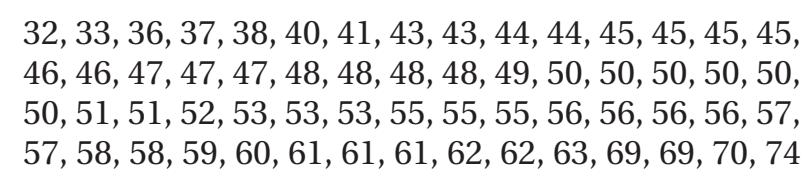 32, 33, 36, 37, 38, 40, 41, 43, 43, 44, 44, 45, 45, 45, 45,
46, 46, 47, 47, 47, 48, 48, 48, 48, 49, 50, 50, 50, 50, 50,
50, 51, 51, 52, 53, 53, 53, 55, 55, 55, 56, 56, 56, 56, 57,
57, 58, 58, 59, 60, 61, 61, 61, 62, 62, 63, 69, 69, 70, 74